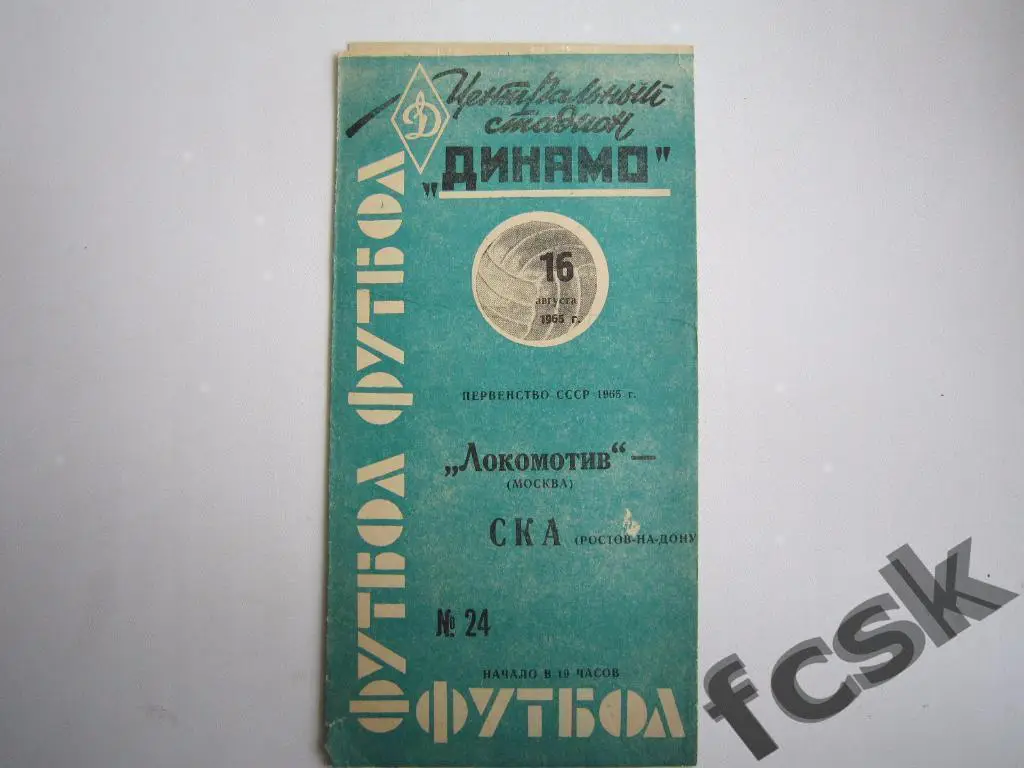 Д
Центральный
стадион
„ДИНАМО"
16
августа
1965 г.
ПЕРВЕНСТВО СССР 1965 г.
„Локомотив"—
(МОСКВА)
СКА (РОСТОВ-НА-ДОНУ
№ 24
НАЧАЛО В 19 ЧАСОВ
ФУТБОЛ
ФУТБОЛ ФУТБОЛ
fcsk